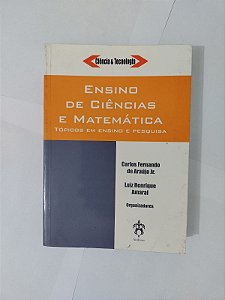 Ciência & Tecnologia
ENSINO
DE CIÊNCIAS
E MATEMÁTICA
TÓPICOS EM ENSINO E PESQUISA
Carlos Fernando
de Araújo Jr.
Luiz Henrique
Amaral
Organizadores